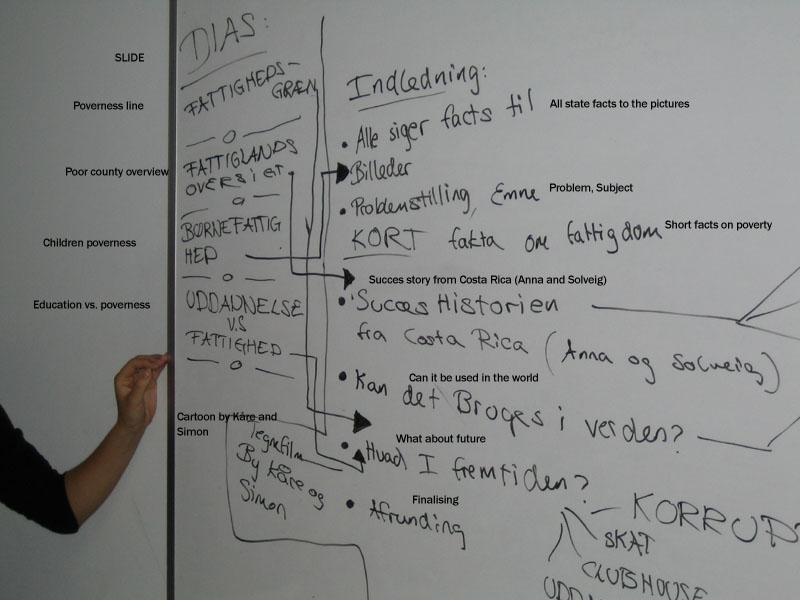 SLIDE
Poverness line
Poor county overview
Children poverness
Education vs. poverness
Cartoon by Kåre and
Simon
DIAS:
FATTIGHEDS-
GRÆN
FATTIGLANDS
OVERSIGT
BØRNEFATTIG
HED
UDDANNELSE
V.S
FATTIGHED
Tegnefilm
By Kåre og
Simon
Indledning:
• Alle siger facts til
All state facts to the pictures
Billeder
• Problemstilling, Emne
Problem, Subject
KORT fakta om fattigdom
Short facts on poverty
Succes story from Costa Rica (Anna and Solveig)
• Succes Historien
fra Costa Rica (Anna og Solveig)
Can it be used in the world
• Kan det Bruges i verden?
What about future
• Hvad I fremtiden?
Finalising
• Afrunding
KORRUP
SKAT
CLUBHOUSE